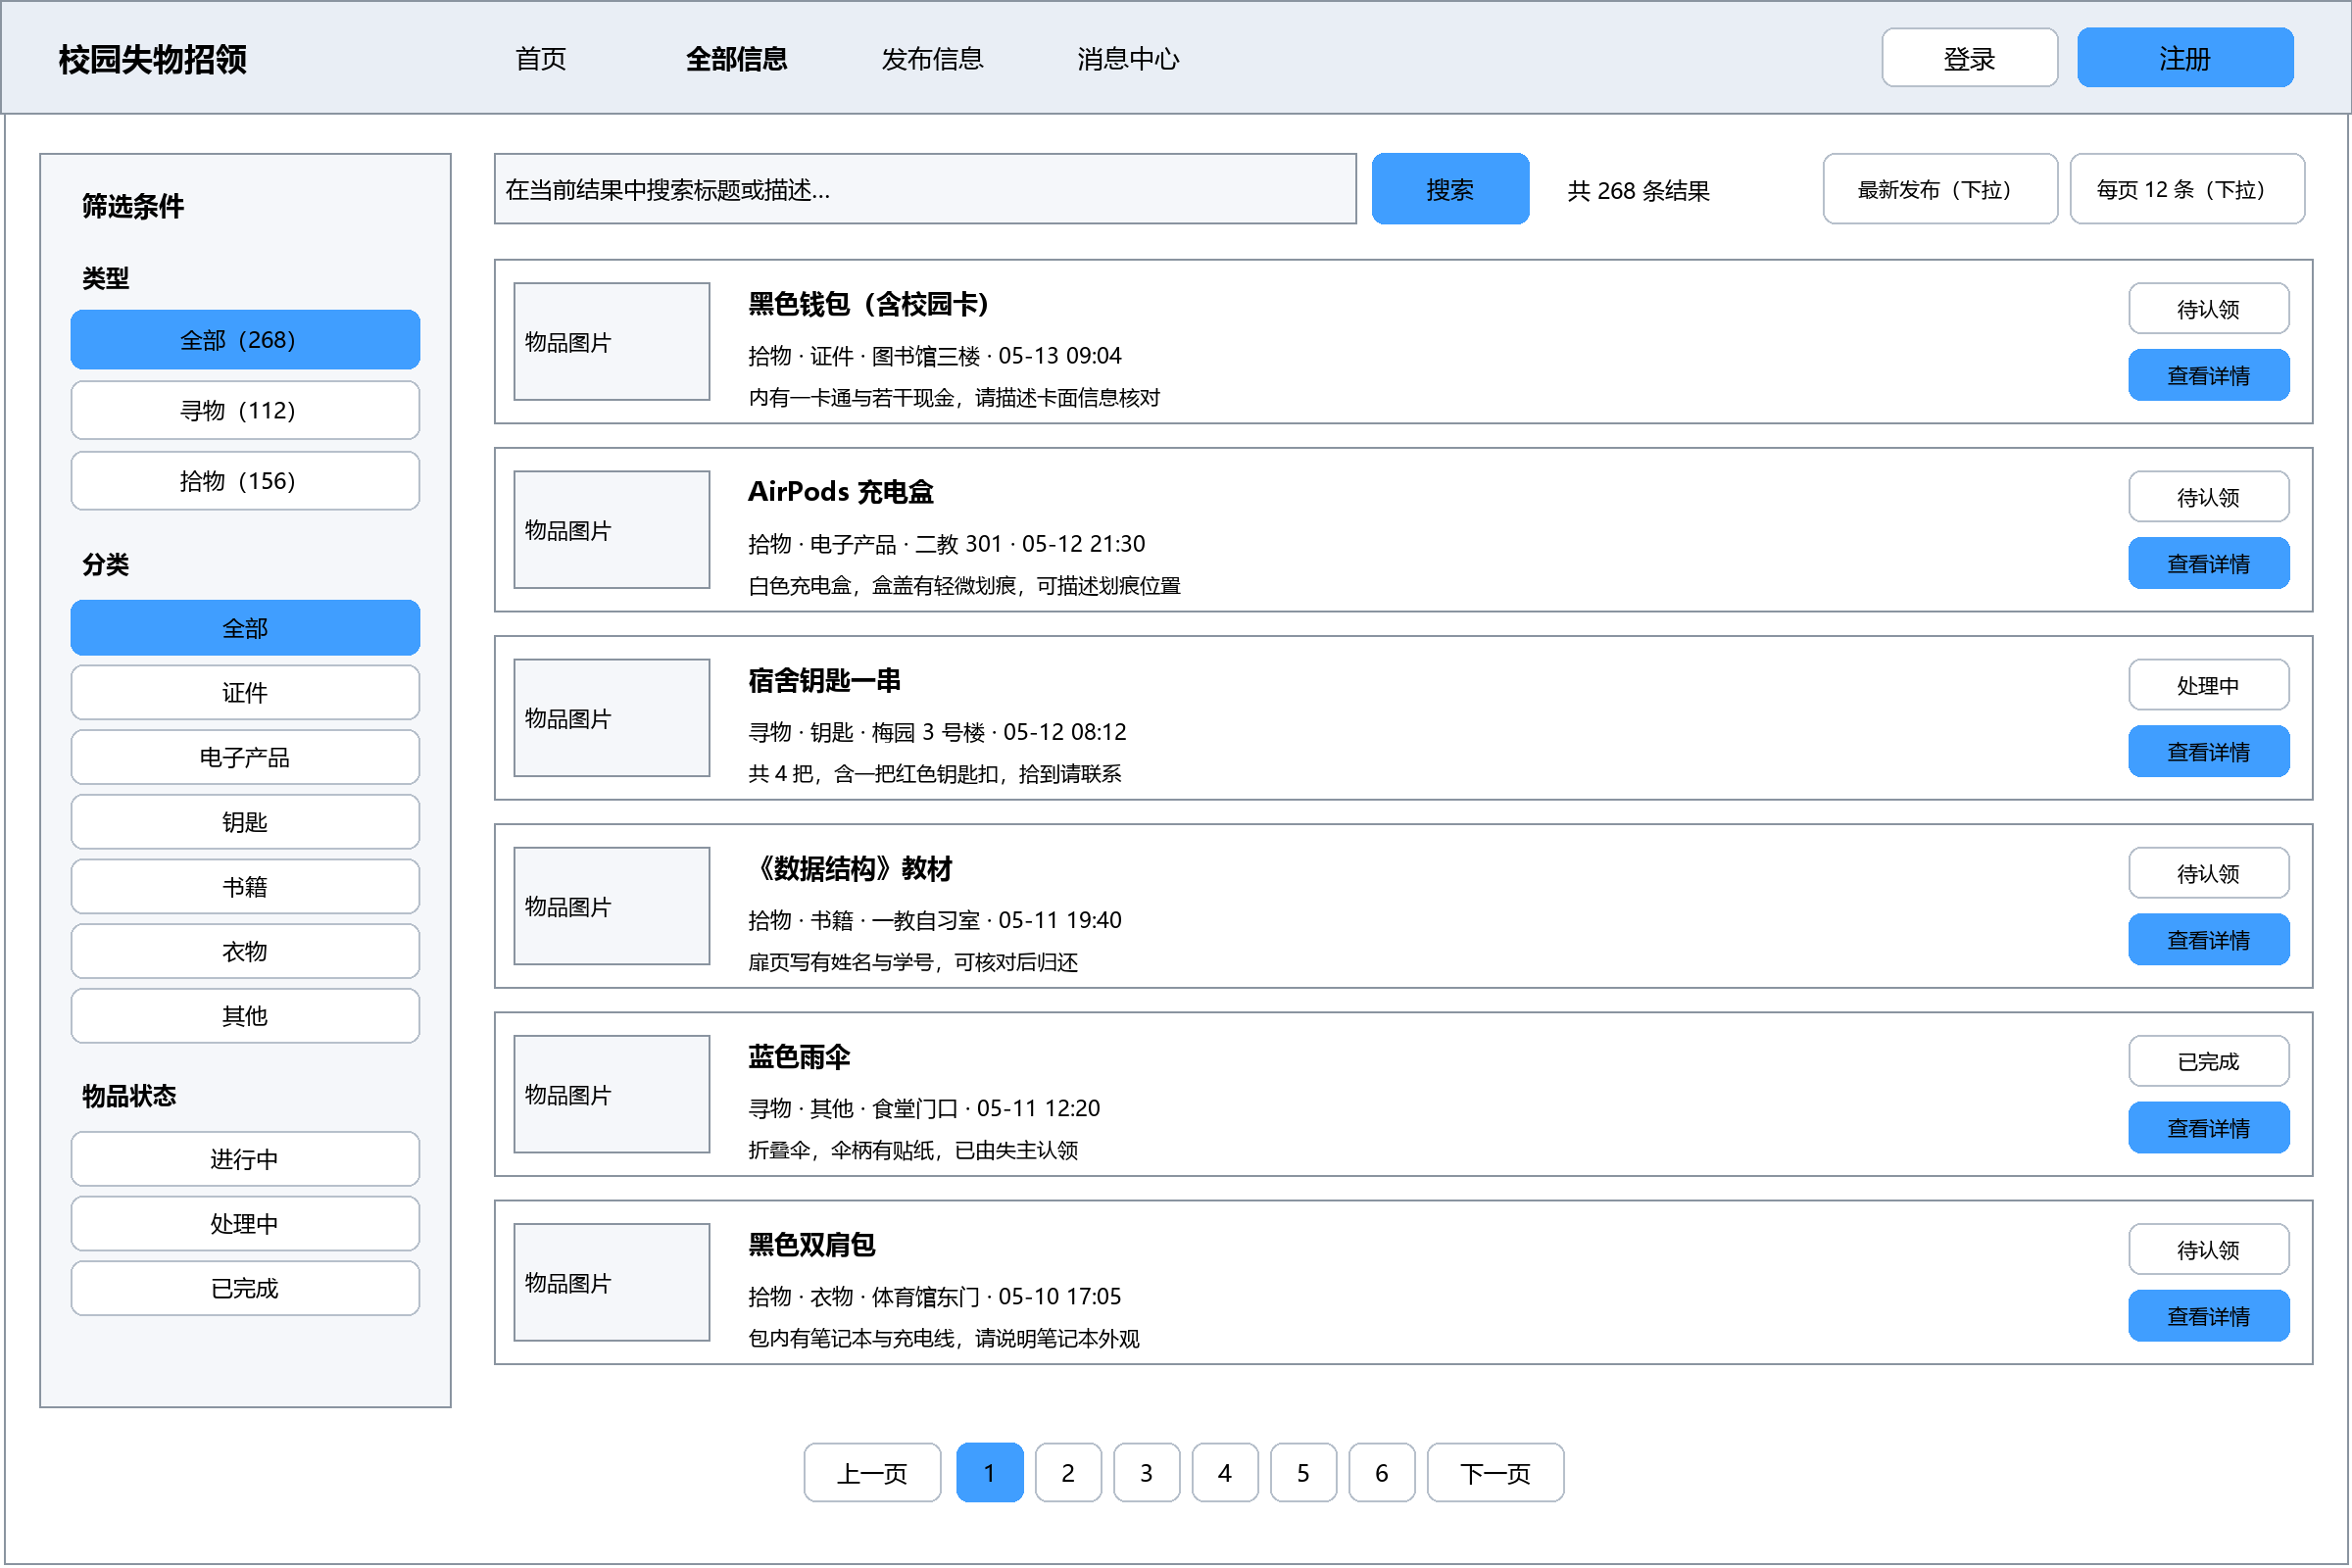 校园失物招领
首页
全部信息
发布信息
消息中心
登录
注册
筛选条件
类型
全部（268）
寻物（112）
拾物（156）
分类
全部
证件
电子产品
钥匙
书籍
衣物
其他
物品状态
进行中
处理中
已完成
在当前结果中搜索标题或描述...
搜索
共 268 条结果
最新发布（下拉）
每页 12 条（下拉）
物品图片
黑色钱包（含校园卡）
拾物 · 证件 · 图书馆三楼 · 05-13 09:04
内有一卡通与若干现金，请描述卡面信息核对
待认领
查看详情
物品图片
AirPods 充电盒
拾物 · 电子产品 · 二教 301 · 05-12 21:30
白色充电盒，盒盖有轻微划痕，可描述划痕位置
待认领
查看详情
物品图片
宿舍钥匙一串
寻物 · 钥匙 · 梅园 3 号楼 · 05-12 08:12
共 4 把，含一把红色钥匙扣，拾到请联系
处理中
查看详情
物品图片
《数据结构》教材
拾物 · 书籍 · 一教自习室 · 05-11 19:40
扉页写有姓名与学号，可核对后归还
待认领
查看详情
物品图片
蓝色雨伞
寻物 · 其他 · 食堂门口 · 05-11 12:20
折叠伞，伞柄有贴纸，已由失主认领
已完成
查看详情
物品图片
黑色双肩包
拾物 · 衣物 · 体育馆东门 · 05-10 17:05
包内有笔记本与充电线，请说明笔记本外观
待认领
查看详情
上一页
1
2
3
4
5
6
下一页